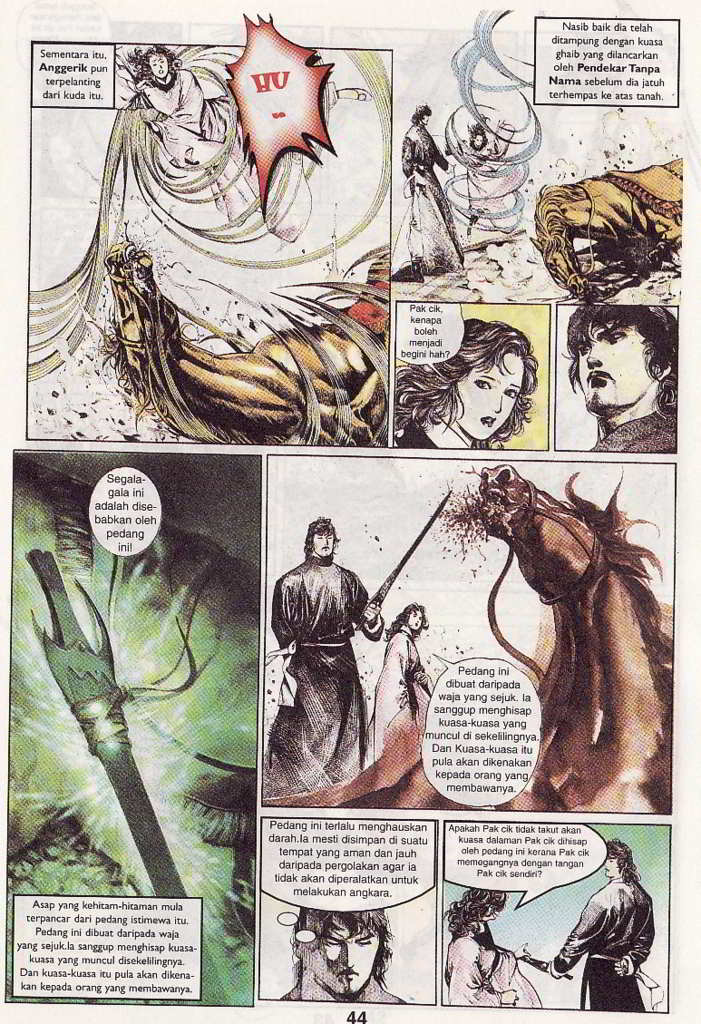 Sementara itu,
Anggerik pun
terpelanting
dari kuda itu.
HU
Nasib baik dia telah
ditampung dengan kuasa
ghaib yang dilancarkan
oleh Pendekar Tanpa
Nama sebelum dia jatuh
terhempas ke atas tanah.
Pak cik,
kenapa
boleh
menjadi
begini hah?
Segala-
gala ini
adalah dise-
babkan oleh
pedang
ini!
Asap yang kehitam-hitaman mula
terpancar dari pedang istimewa itu.
Pedang ini dibuat daripada waja
yang sejuk.Ia sanggup menghisap kuasa-
kuasa yang muncul disekelilingnya.
Dan kuasa-kuasa itu pula akan dikena-
kan kepada orang yang membawanya.
Pedang ini
dibuat daripada
waja yang sejuk. Ia
sanggup menghisap
kuasa-kuasa yang
muncul di sekelilingnya.
Dan Kuasa-kuasa itu
pula akan dikenakan
kepada orang yang
membawanya.
Pedang ini terlalu menghauskan
darah.Ia mesti disimpan di suatu
tempat yang aman dan jauh
daripada pergolakan agar ia
tidak akan diperalatkan untuk
melakukan angkara.
Apakah Pak cik tidak takut akan
kuasa dalaman Pak cik dihisap
oleh pedang ini kerana Pak cik
memegangnya dengan tangan
Pak cik sendiri?
44